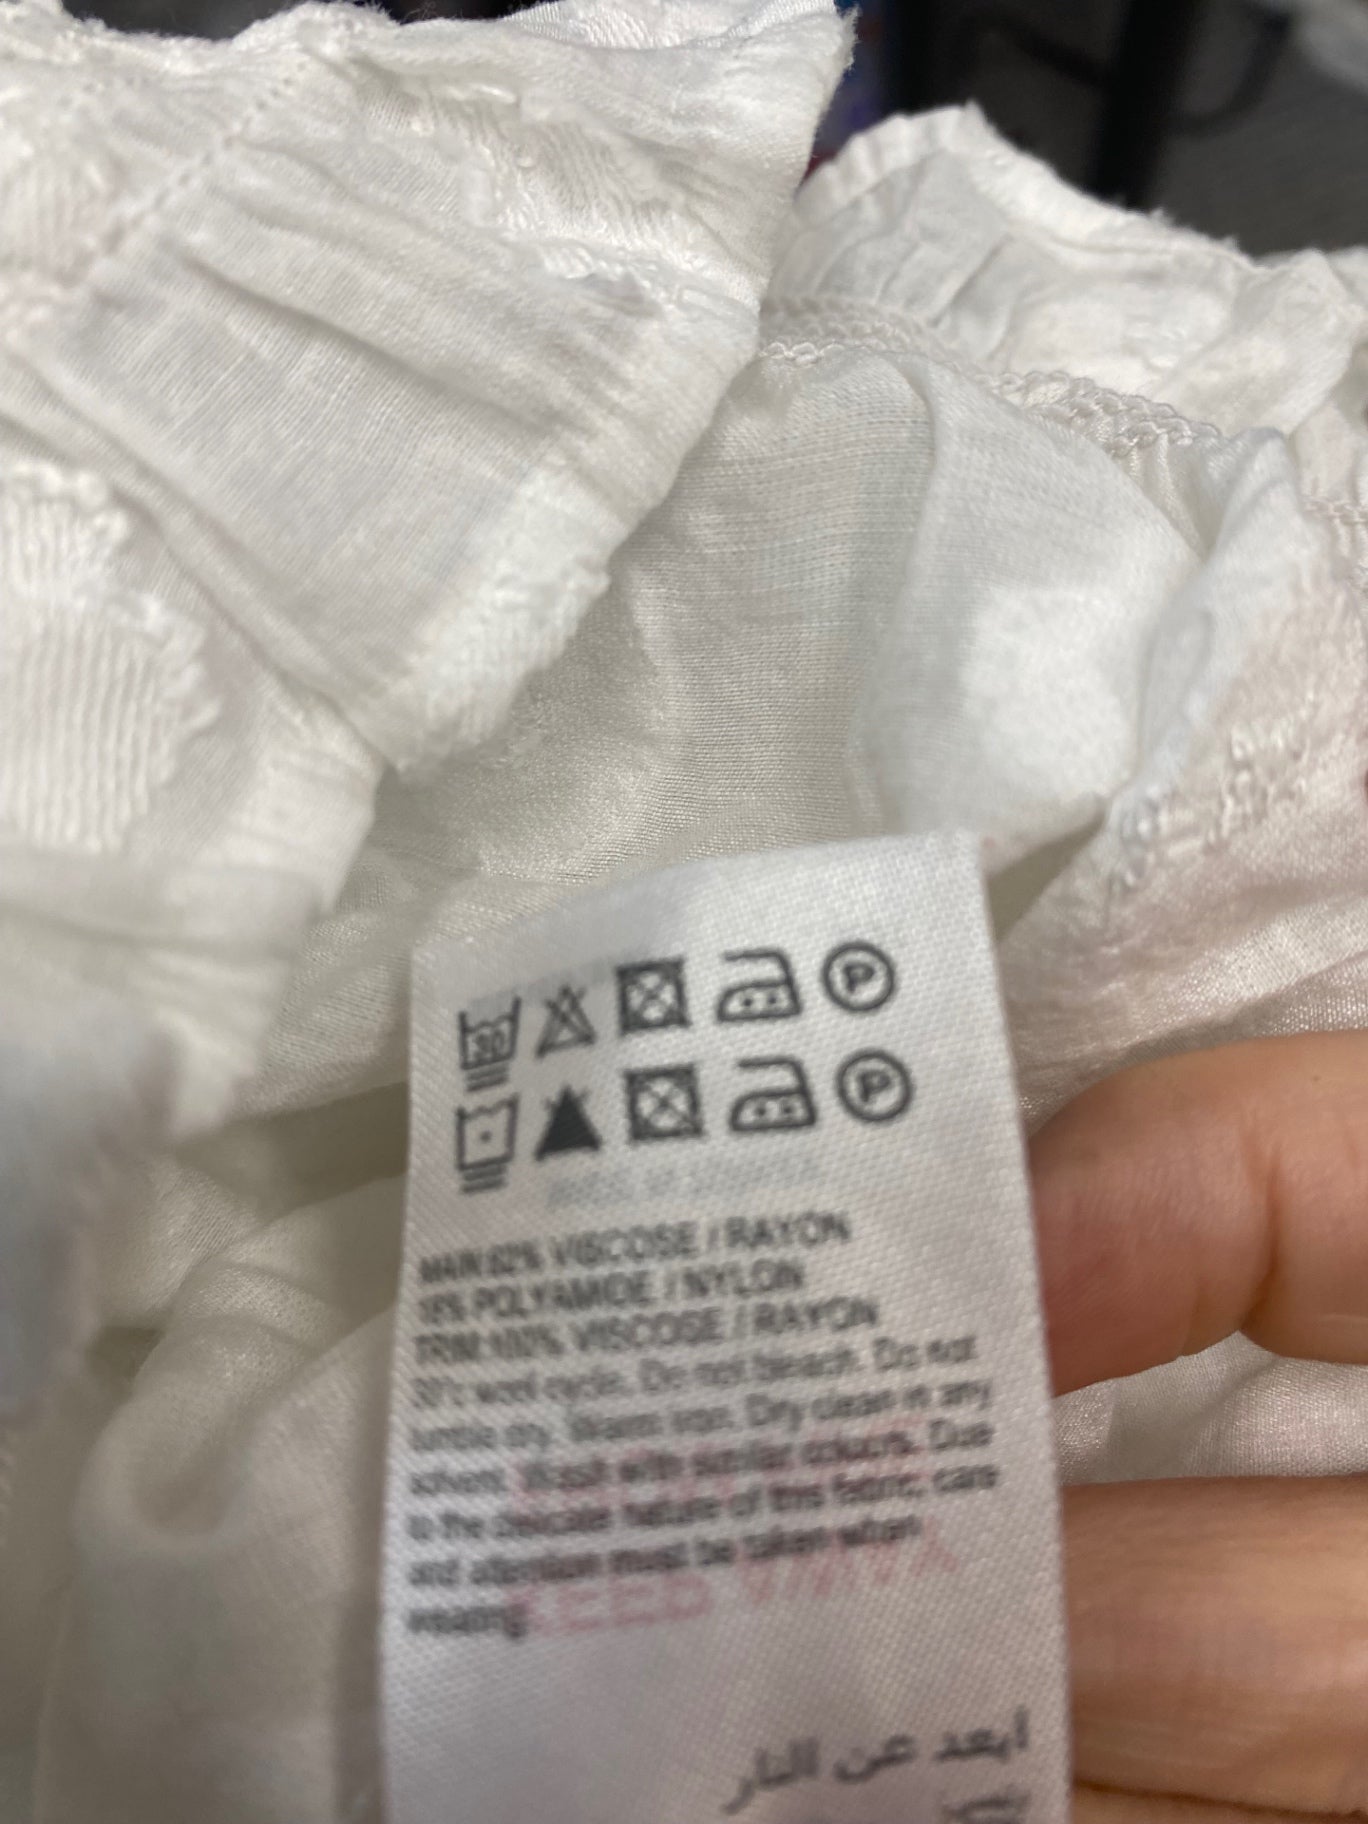 30
P
P
MAIN:82% VISCOSE / RAYON
18% POLYAMIDE / NYLON
TRIM:100% VISCOSE / RAYON
30°c wool cycle. Do not bleach. Do not
tumble dry. Warm iron. Dry clean in any
solvent. Wash with similar colours. Due
to the delicate nature of this fabric, care
and attention must be taken when
wearing
ابعد عن النار